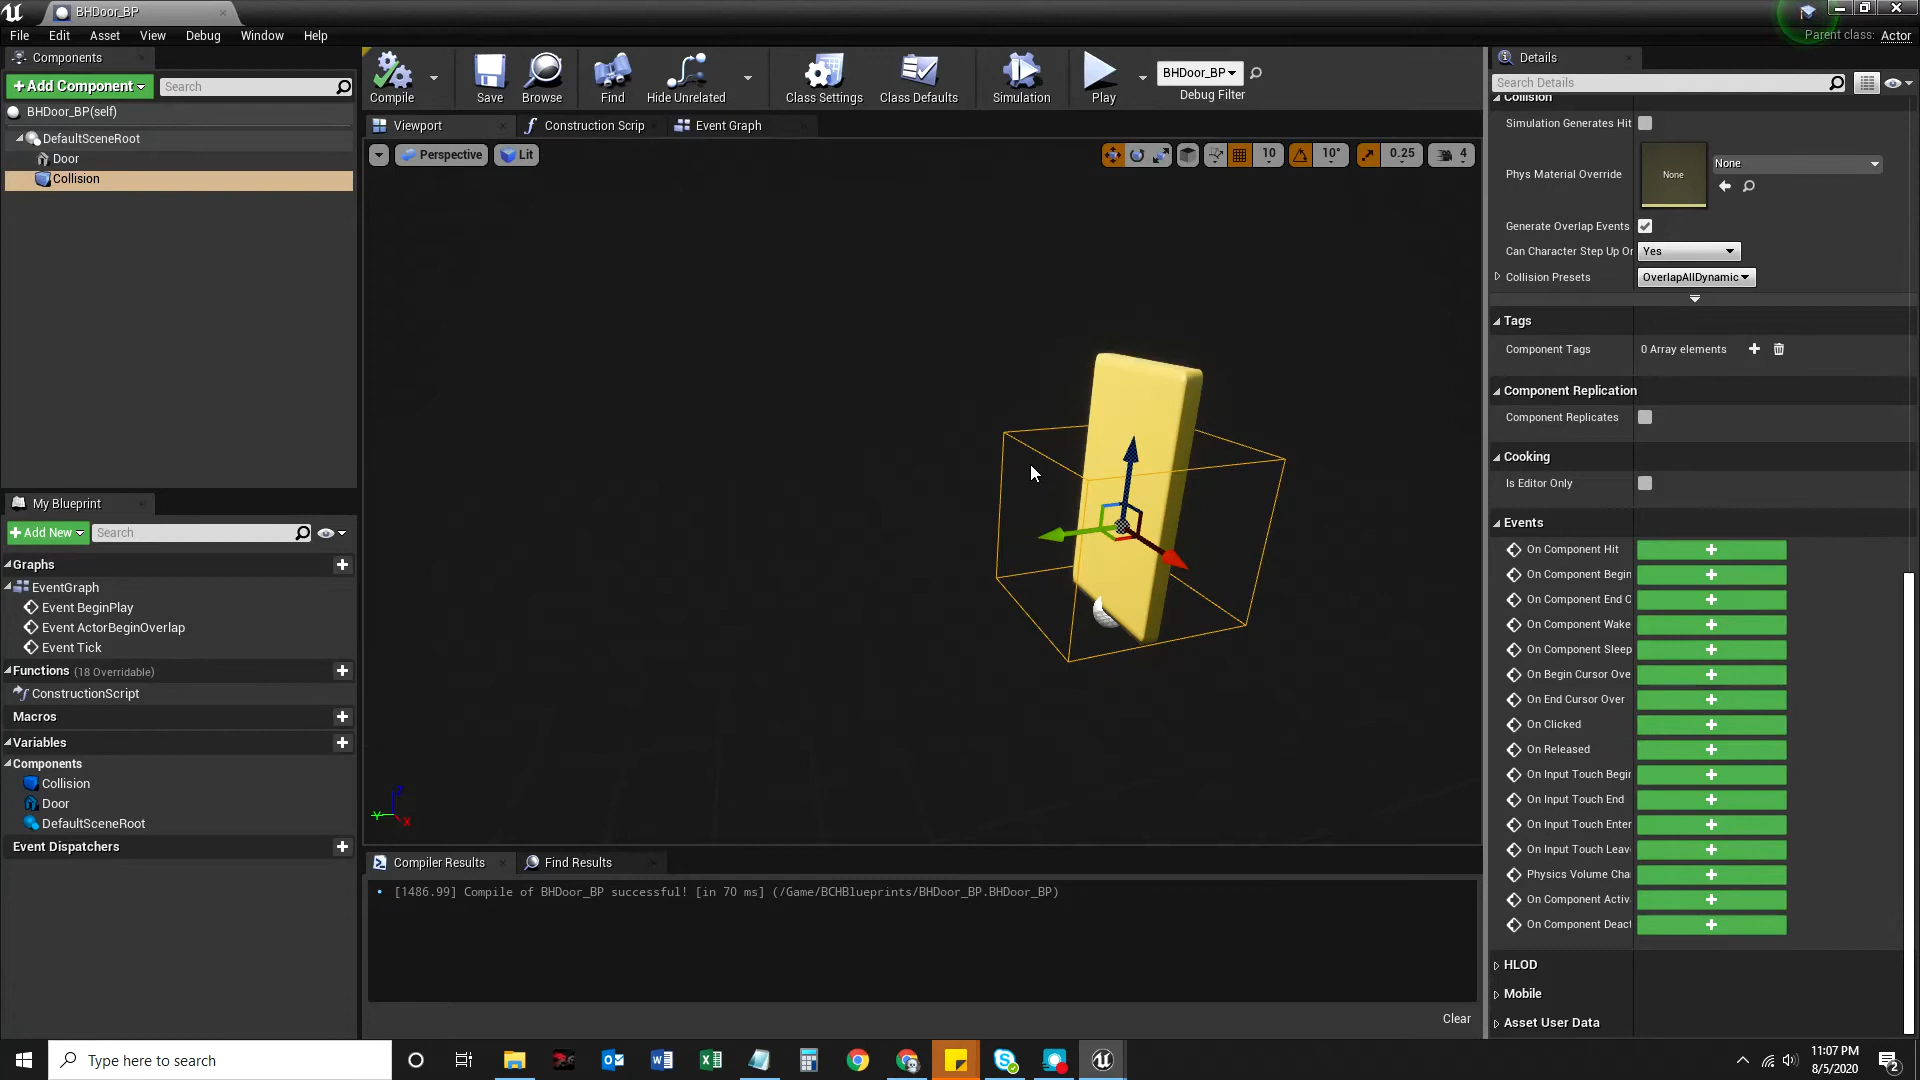 BHDoor_BP
File Edit Asset View Debug Window Help
Parent class: Actor
Components
+Add Component
Search
BHDoor_BP(self)
DefaultSceneRoot
Door
Collision
Compile
Save
Browse
Find
Hide Unrelated
Class Settings
Class Defaults
Simulation
Play
BHDoor_BP
Debug Filter
Viewport
Construction Scrip
Event Graph
Perspective
Lit
10
10°
0.25
4
My Blueprint
+Add New
Search
Graphs
EventGraph
Event BeginPlay
Event ActorBeginOverlap
Event Tick
Functions (18 Overridable)
ConstructionScript
Macros
Variables
Components
Collision
Door
DefaultSceneRoot
Event Dispatchers
Z
Y
X
Compiler Results
Find Results
[1486.99] Compile of BHDoor_BP successful! [in 70 ms] (/Game/BCHBlueprints/BHDoor_BP.BHDoor_BP)
Clear
Details
Search Details
Collision
Simulation Generates Hit
Phys Material Override
None
None
Generate Overlap Events
Can Character Step Up Or
Yes
Collision Presets
OverlapAllDynamic
Tags
Component Tags
0 Array elements
Component Replication
Component Replicates
Cooking
Is Editor Only
Events
On Component Hit
On Component Begin
On Component End O
On Component Wake
On Component Sleep
On Begin Cursor Ove
On End Cursor Over
On Clicked
On Released
On Input Touch Begin
On Input Touch End
On Input Touch Enter
On Input Touch Leav
Physics Volume Cha
On Component Activ
On Component Deact
HLOD
Mobile
Asset User Data
Type here to search
11:07 PM
8/5/2020
2